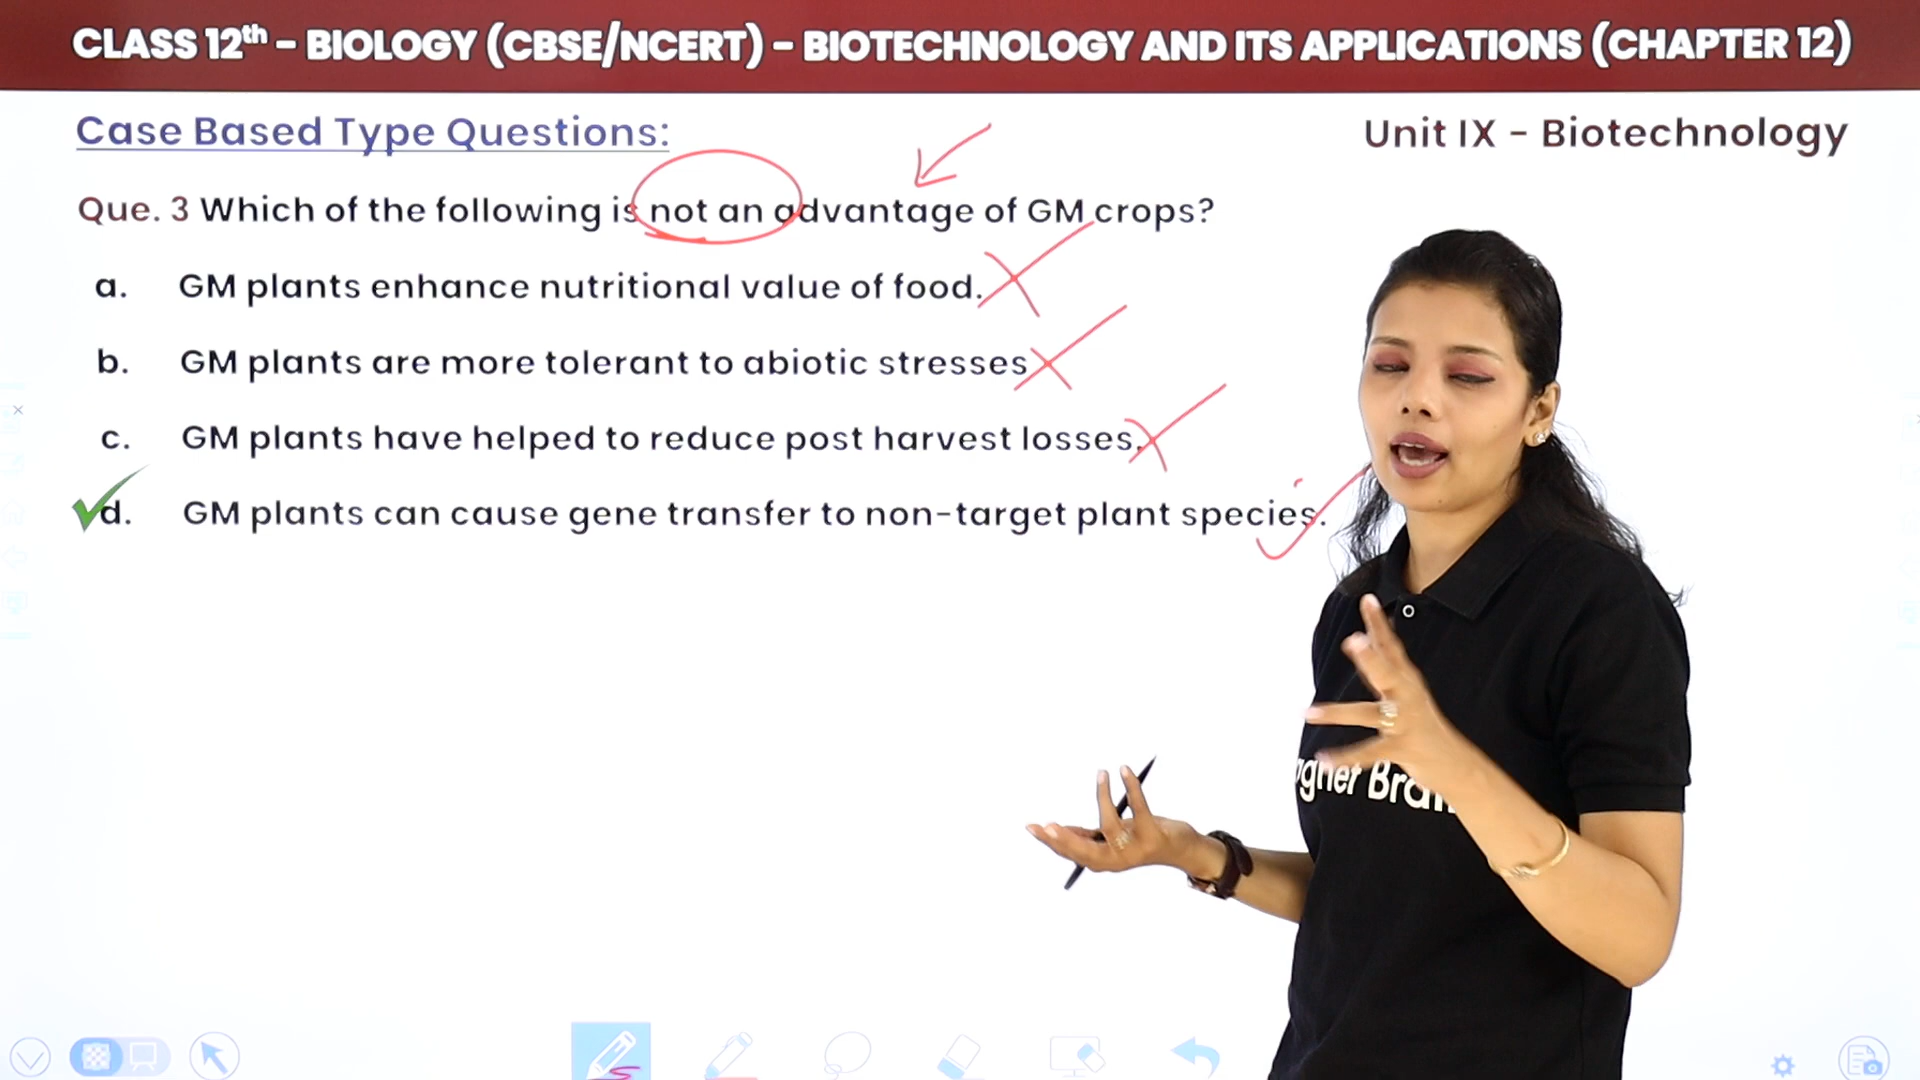 CLASS 12th – BIOLOGY (CBSE/NCERT) – BIOTECHNOLOGY AND ITS APPLICATIONS (CHAPTER 12)
Case Based Type Questions:
Unit IX – Biotechnology
Que. 3 Which of the following is not an advantage of GM crops?
a. GM plants enhance nutritional value of food.
b. GM plants are more tolerant to abiotic stresses
c. GM plants have helped to reduce post harvest losses.
d. GM plants can cause gene transfer to non-target plant species.